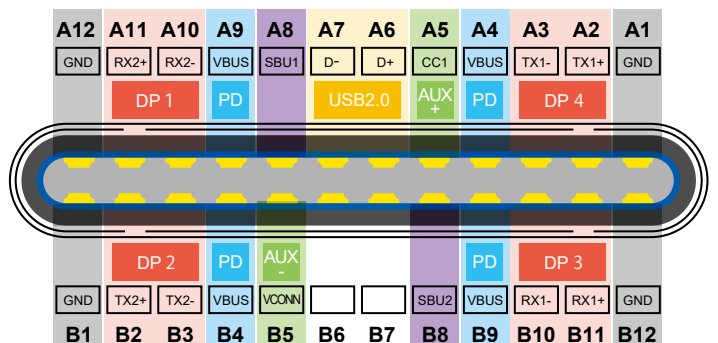 A12 A11 A10 A9 A8 A7 A6 A5 A4 A3 A2 A1
GND RX2+ RX2- VBUS SBU1 D- D+ CC1 VBUS TX1- TX1+ GND
DP 1 PD USB2.0 AUX + PD DP 4
DP 2 PD AUX - PD DP 3
GND TX2+ TX2- VBUS VCONN SBU2 VBUS RX1- RX1+ GND
B1 B2 B3 B4 B5 B6 B7 B8 B9 B10 B11 B12